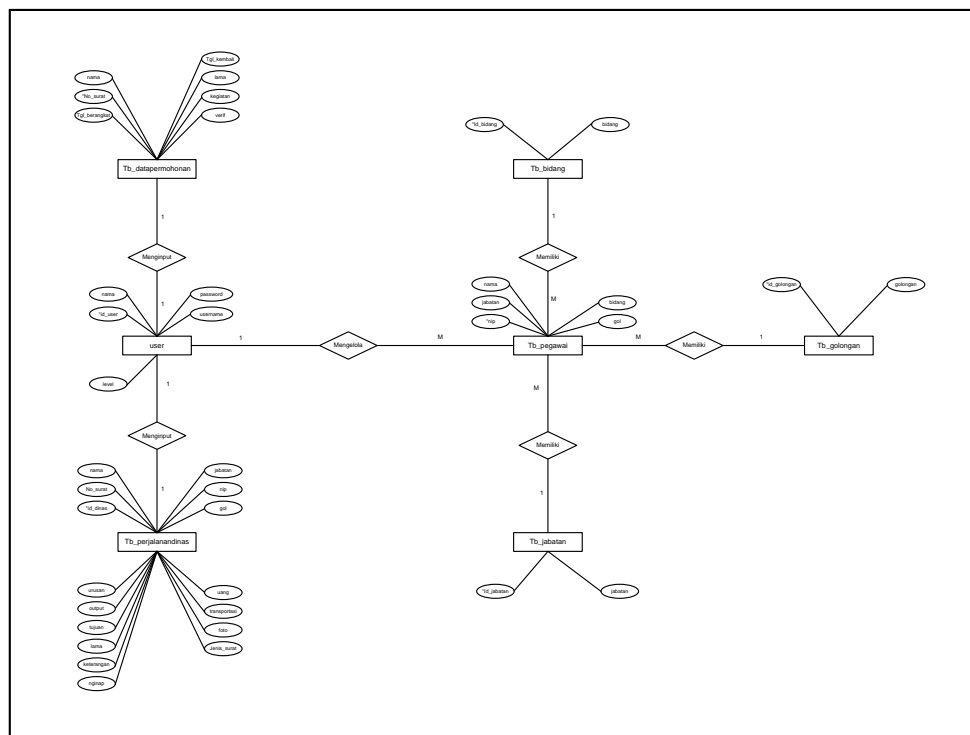 Tgl_kembali
nama
lama
*No_surat
kegiatan
Tgl_berangkat
verif
Tb_datapermohonan
1
Menginput
1
nama
password
*id_user
username
user
level
1
Mengelola
M
1
Menginput
1
nama
jabatan
No_surat
nip
*id_dinas
gol
Tb_perjalanandinas
urusan
uang
output
transportasi
tujuan
foto
lama
Jenis_surat
keterangan
nginap
*id_bidang
bidang
Tb_bidang
1
Memiliki
M
nama
jabatan
bidang
*nip
gol
Tb_pegawai
M
Memiliki
1
*id_golongan
golongan
Tb_golongan
M
Memiliki
1
Tb_jabatan
*id_jabatan
jabatan